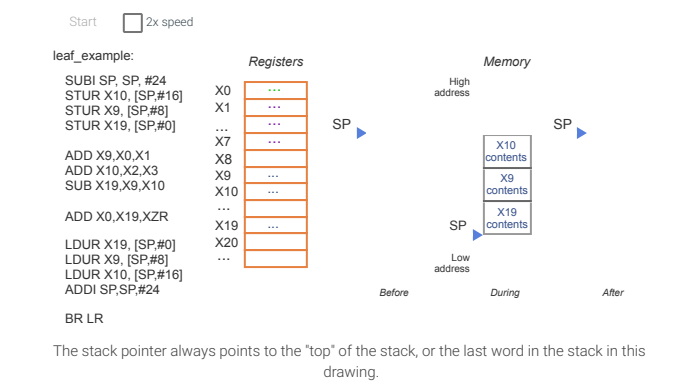 Start
2x speed
leaf_example:
SUBI SP, SP, #24
STUR X10, [SP,#16]
STUR X9, [SP,#8]
STUR X19, [SP,#0]
ADD X9,X0,X1
ADD X10,X2,X3
SUB X19,X9,X10
ADD X0,X19,XZR
LDUR X19, [SP,#0]
LDUR X9, [SP,#8]
LDUR X10, [SP,#16]
ADDI SP,SP,#24
BR LR
Registers
X0 ...
X1 ...
... ...
X7 ...
X8
X9 ...
X10 ...
...
X19 ...
X20
...
Memory
High
address
SP
SP
X10
contents
X9
contents
X19
contents
SP
Low
address
Before
During
After
The stack pointer always points to the "top" of the stack, or the last word in the stack in this
drawing.